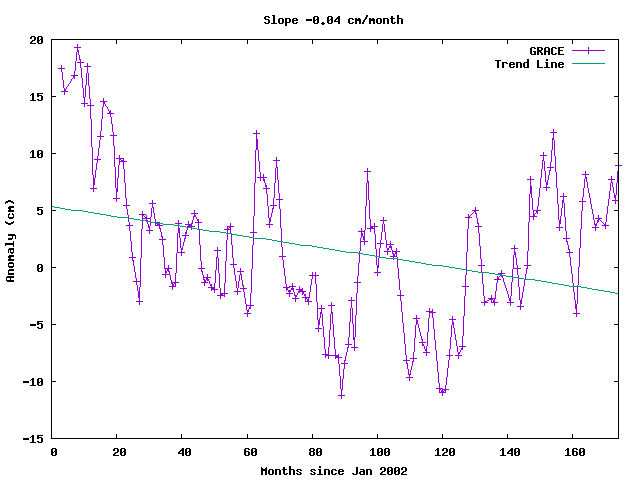 Slope -0.04 cm/month
GRACE
Trend Line
20
15
10
5
0
-5
-10
-15
Anomaly (cm)
0 20 40 60 80 100 120 140 160
Months since Jan 2002